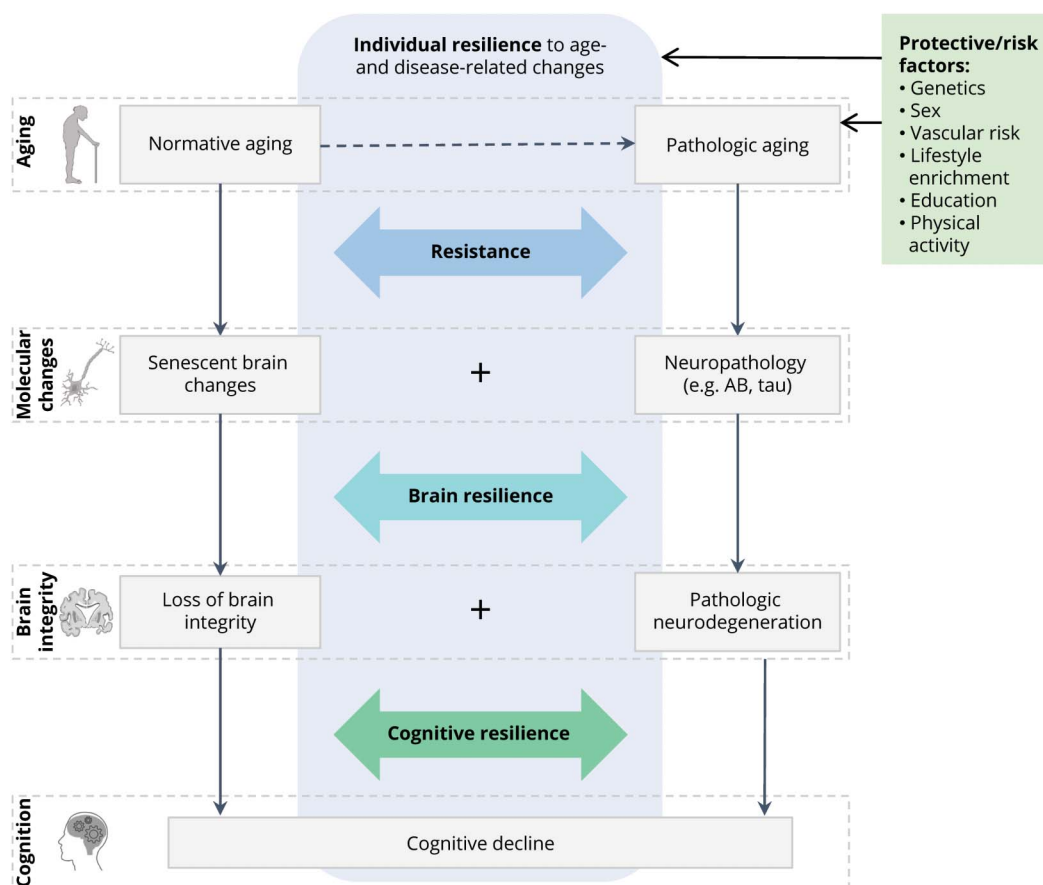 Individual resilience to age-
and disease-related changes
Protective/risk
factors:
• Genetics
• Sex
• Vascular risk
• Lifestyle
enrichment
• Education
• Physical
activity
Aging
Normative aging
Pathologic aging
Resistance
Molecular
changes
Senescent brain
changes
+
Neuropathology
(e.g. AB, tau)
Brain resilience
Brain
integrity
Loss of brain
integrity
+
Pathologic
neurodegeneration
Cognitive resilience
Cognition
Cognitive decline